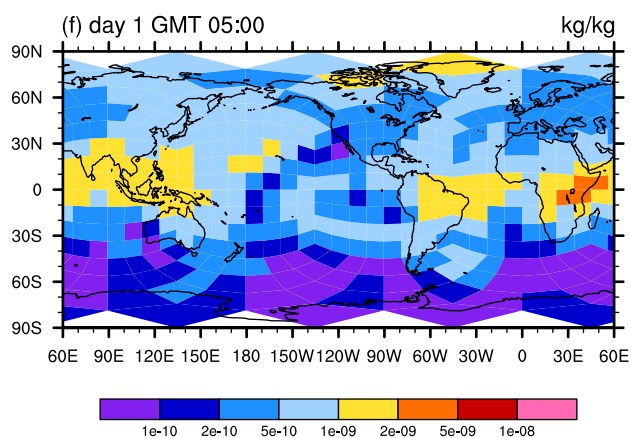 (f) day 1 GMT 05:00 kg/kg
90N
60N
30N
0
30S
60S
90S
60E 90E 120E 150E 180 150W 120W 90W 60W 30W 0 30E 60E
1e-10 2e-10 5e-10 1e-09 2e-09 5e-09 1e-08